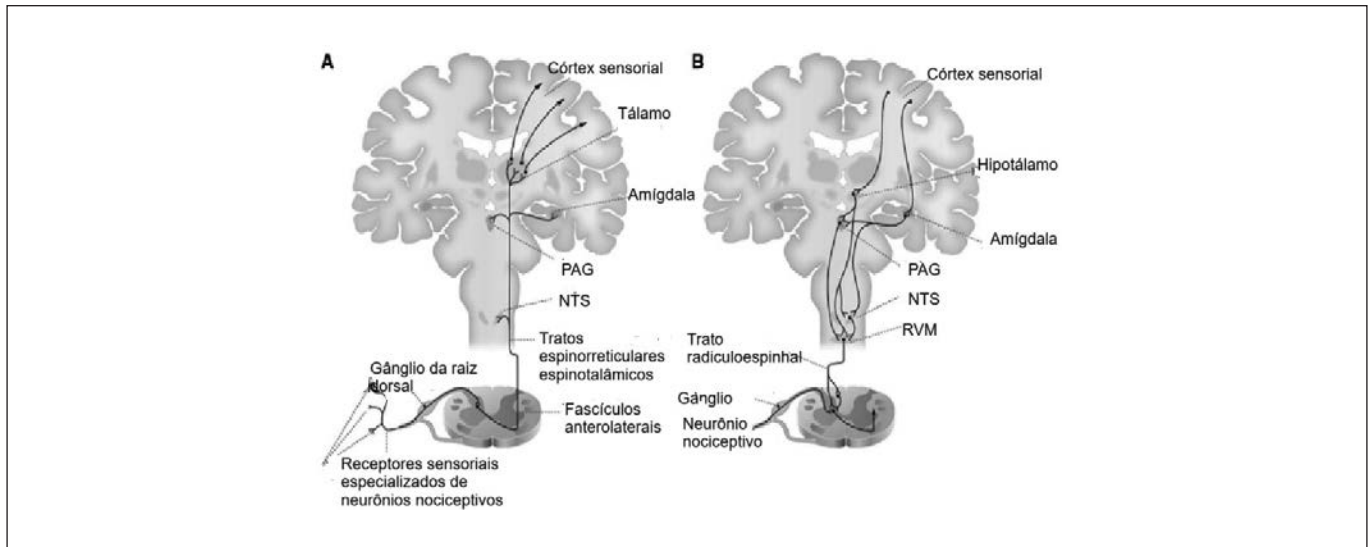 A
Córtex sensorial
Tálamo
Amígdala
PAG
NTS
Tratos
espinorreticulares
espinotalâmicos
Gânglio da raiz
dorsal
Fascículos
anterolaterais
Receptores sensoriais
especializados de
neurônios nociceptivos
B
Córtex sensorial
Hipotálamo
Amígdala
PAG
NTS
RVM
Trato
radiculoespinhal
Gânglio
Neurônio
nociceptivo